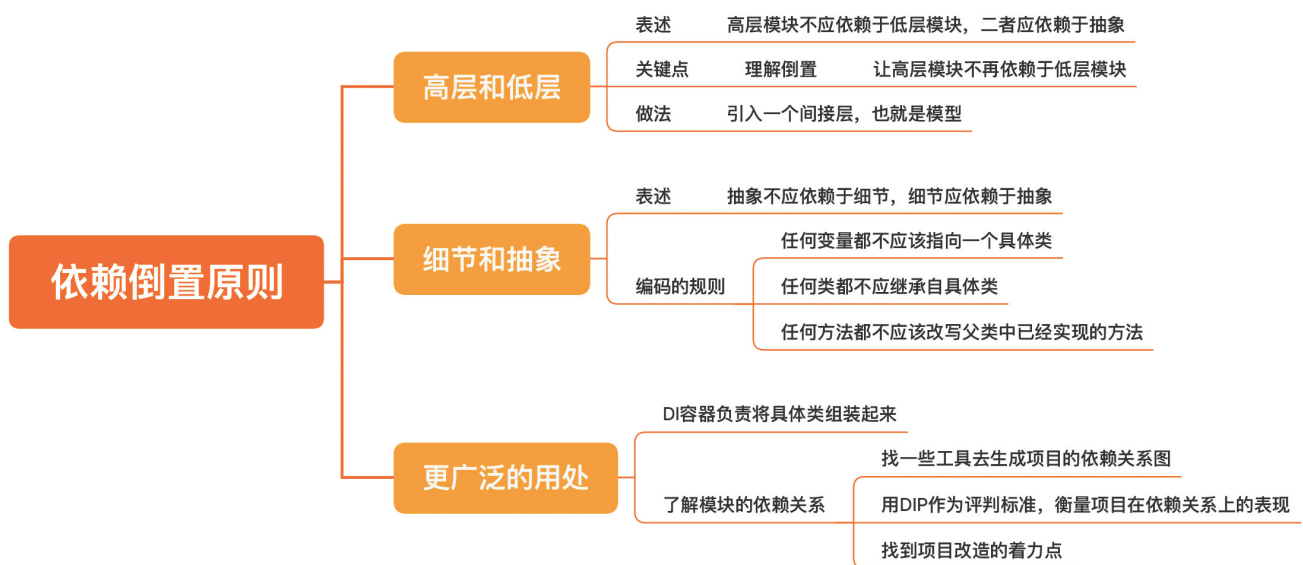 依赖倒置原则
高层和低层
表述 高层模块不应依赖于低层模块，二者应依赖于抽象
关键点 理解倒置 让高层模块不再依赖于低层模块
做法 引入一个间接层，也就是模型
细节和抽象
表述 抽象不应依赖于细节，细节应依赖于抽象
编码的规则
任何变量都不应该指向一个具体类
任何类都不应继承自具体类
任何方法都不应该改写父类中已经实现的方法
更广泛的用处
DI容器负责将具体类组装起来
了解模块的依赖关系
找一些工具去生成项目的依赖关系图
用DIP作为评判标准，衡量项目在依赖关系上的表现
找到项目改造的着力点